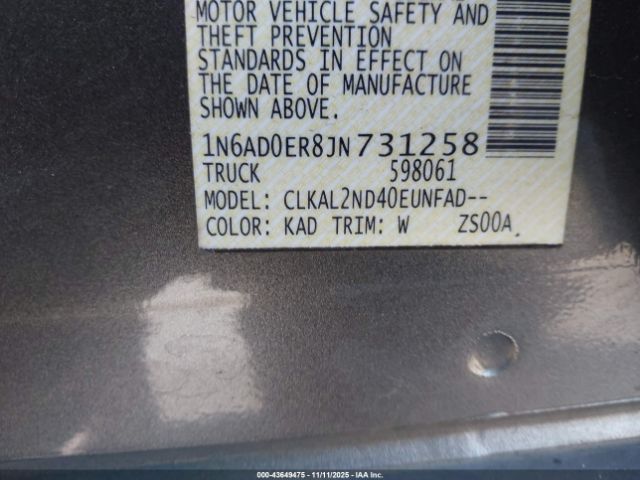 MOTOR VEHICLE SAFETY AND
THEFT PREVENTION
STANDARDS IN EFFECT ON
THE DATE OF MANUFACTURE
SHOWN ABOVE.
1N6AD0ER8JN731258
TRUCK 598061
MODEL: CLKAL2ND40EUNFAD--
COLOR: KAD TRIM: W ZS00A
000-43649475 - 11/11/2025 - IAA Inc.